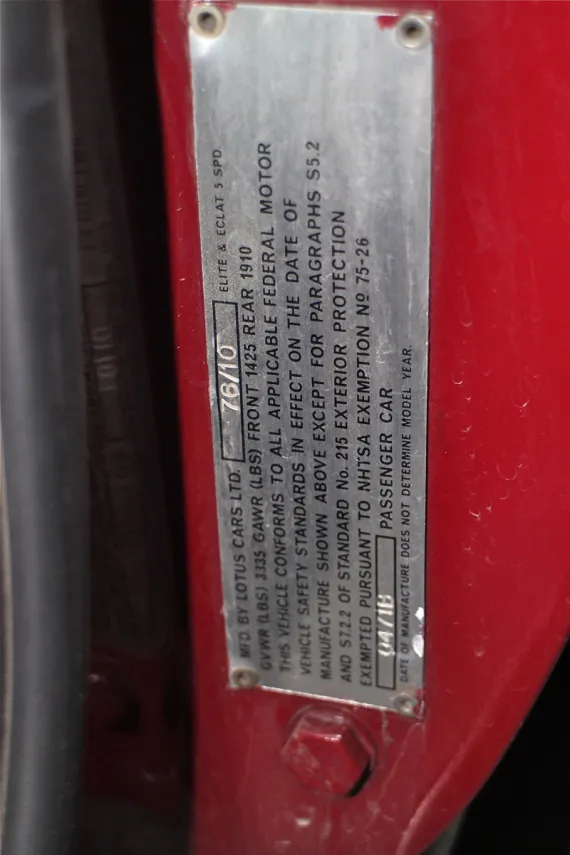 MFD. BY LOTUS CARS LTD. 76/10 ELITE & ECLAT 5 SPD
GVWR (LBS) 3335 GAWR (LBS) FRONT 1425 REAR 1910
THIS VEHICLE CONFORMS TO ALL APPLICABLE FEDERAL MOTOR
VEHICLE SAFETY STANDARDS IN EFFECT ON THE DATE OF
MANUFACTURE SHOWN ABOVE EXCEPT FOR PARAGRAPHS S5.2
AND S7.2.2 OF STANDARD No. 215 EXTERIOR PROTECTION
EXEMPTED PURSUANT TO NHTSA EXEMPTION Nº 75-26
PASSENGER CAR
DATE OF MANUFACTURE DOES NOT DETERMINE MODEL YEAR.